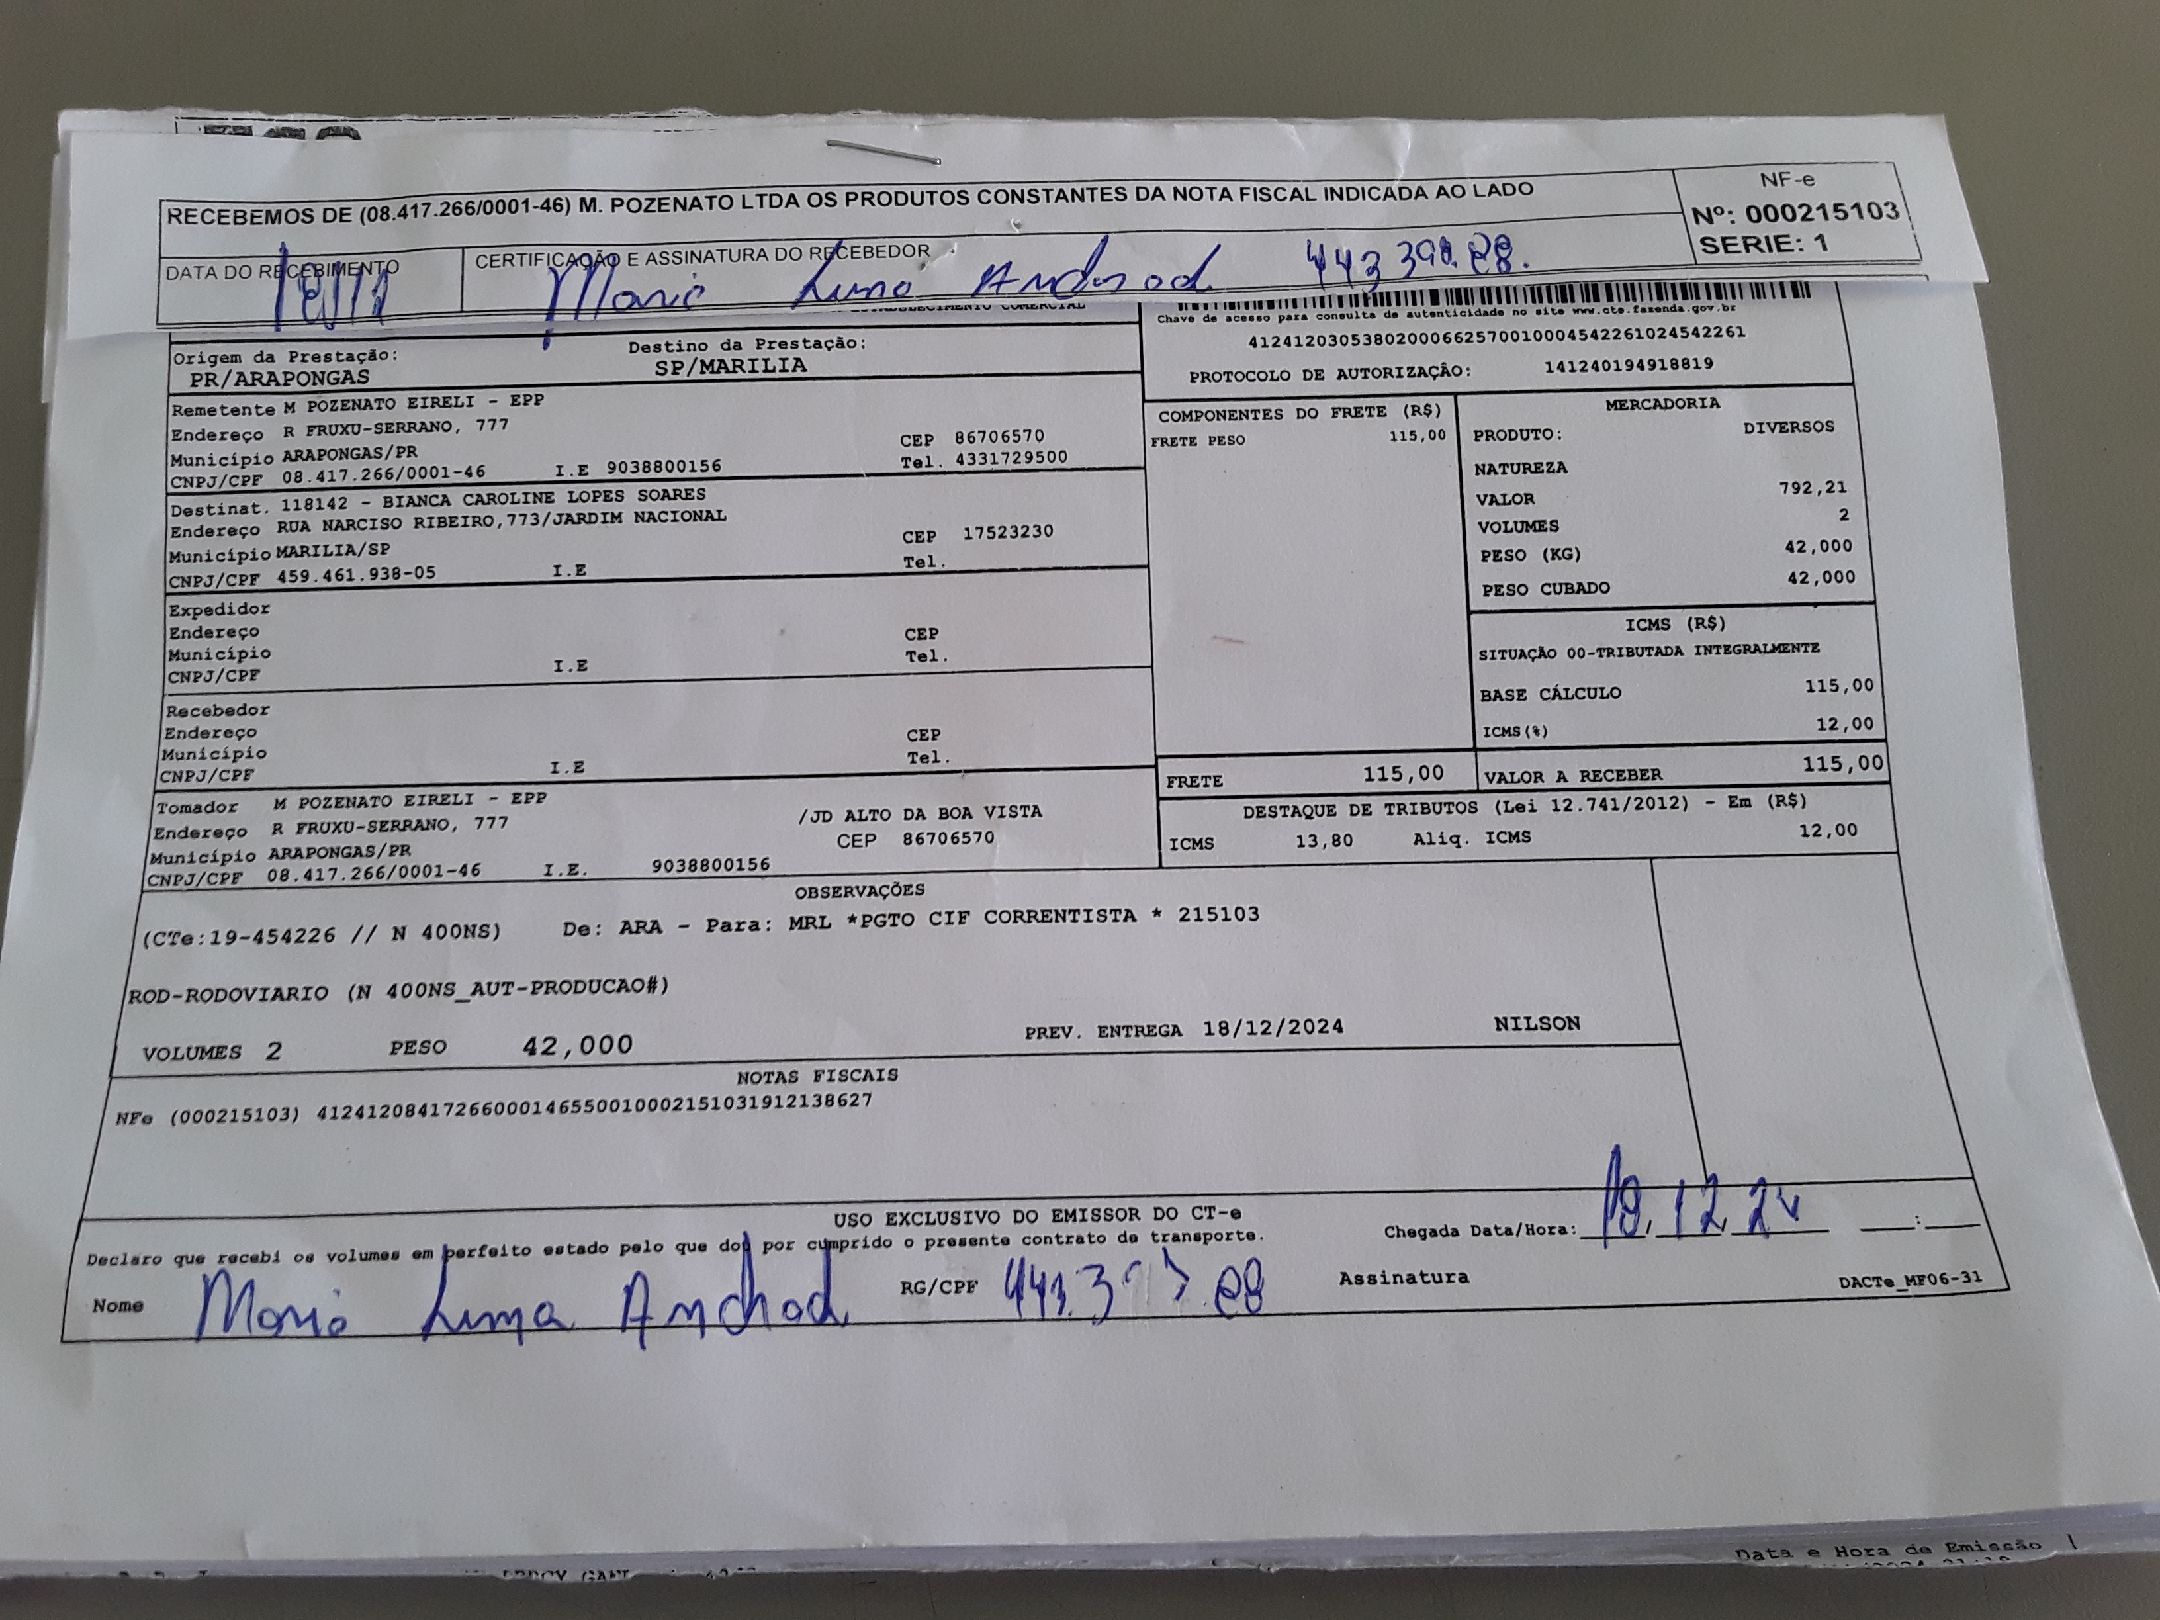 RECEBEMOS DE (08.417.266/0001-46) M. POZENATO LTDA OS PRODUTOS CONSTANTES DA NOTA FISCAL INDICADA AO LADO
NF-e
Nº: 000215103
SERIE: 1
DATA DO RECEBIMENTO
CERTIFICAÇÃO E ASSINATURA DO RECEBEDOR
Chave de acesso para consulta de autenticidade no site www.cte.fazenda.gov.br
41241203053802000662570010004542261024542261
PROTOCOLO DE AUTORIZAÇÃO: 141240194918819
Origem da Prestação: Destino da Prestação:
PR/ARAPONGAS SP/MARILIA
Remetente M POZENATO EIRELI - EPP
Endereço R FRUXU-SERRANO, 777 CEP 86706570
Município ARAPONGAS/PR Tel. 4331729500
CNPJ/CPF 08.417.266/0001-46 I.E 9038800156
Destinat. 118142 - BIANCA CAROLINE LOPES SOARES
Endereço RUA NARCISO RIBEIRO,773/JARDIM NACIONAL CEP 17523230
Município MARILIA/SP Tel.
CNPJ/CPF 459.461.938-05 I.E
Expedidor
Endereço CEP
Município Tel.
CNPJ/CPF I.E
Recebedor
Endereço CEP
Município Tel.
CNPJ/CPF I.E
Tomador M POZENATO EIRELI - EPP /JD ALTO DA BOA VISTA
Endereço R FRUXU-SERRANO, 777 CEP 86706570
Município ARAPONGAS/PR
CNPJ/CPF 08.417.266/0001-46 I.E. 9038800156
COMPONENTES DO FRETE (R$)
FRETE PESO 115,00
MERCADORIA
PRODUTO: DIVERSOS
NATUREZA
VALOR 792,21
VOLUMES 2
PESO (KG) 42,000
PESO CUBADO 42,000
ICMS (R$)
SITUAÇÃO 00-TRIBUTADA INTEGRALMENTE
BASE CÁLCULO 115,00
ICMS(%) 12,00
FRETE 115,00 VALOR A RECEBER 115,00
DESTAQUE DE TRIBUTOS (Lei 12.741/2012) - Em (R$)
ICMS 13,80 Aliq. ICMS 12,00
OBSERVAÇÕES
(CTe:19-454226 // N 400NS) De: ARA - Para: MRL *PGTO CIF CORRENTISTA * 215103
ROD-RODOVIARIO (N 400NS_AUT-PRODUCAO#)
VOLUMES 2 PESO 42,000 PREV. ENTREGA 18/12/2024 NILSON
NOTAS FISCAIS
NFe (000215103) 41241208417266000146550010002151031912138627
USO EXCLUSIVO DO EMISSOR DO CT-e
Declaro que recebi os volumes em perfeito estado pelo que dou por cumprido o presente contrato de transporte.
Chegada Data/Hora: 12 24
Nome Lima RG/CPF Assinatura
DACTe_MF06-31
Data e Hora de Emissão